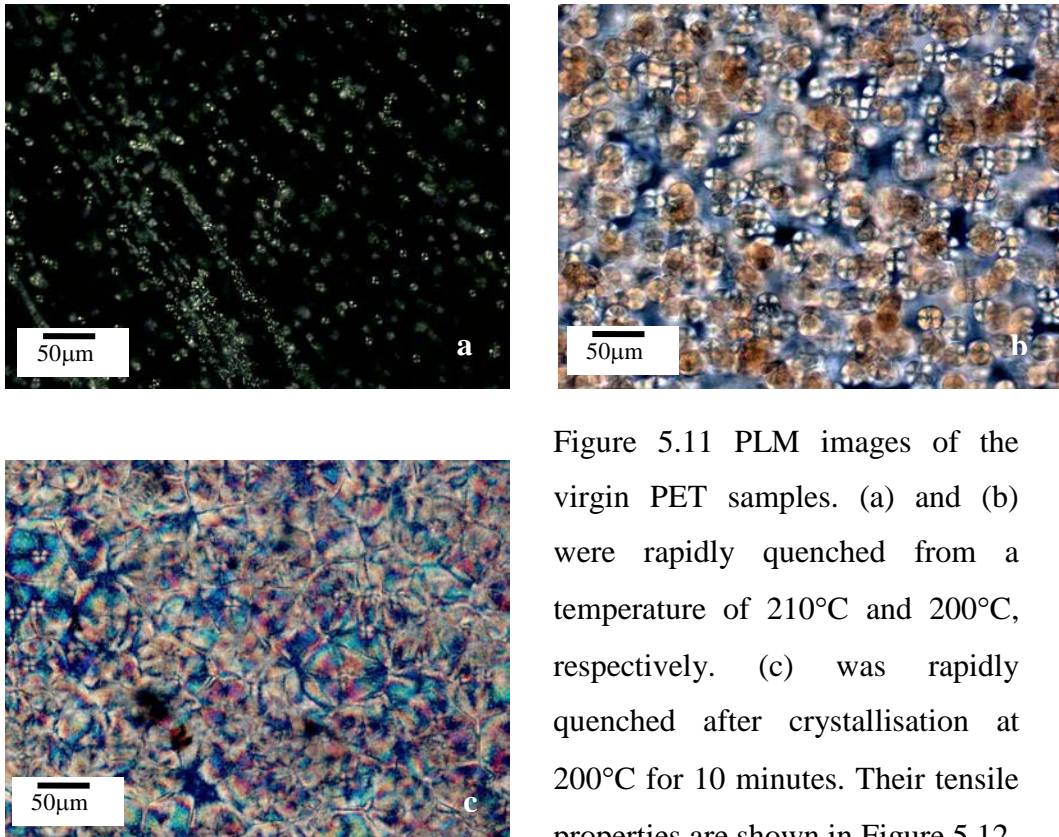 50μm
a
50μm
b
Figure 5.11 PLM images of the
virgin PET samples. (a) and (b)
were rapidly quenched from a
temperature of 210°C and 200°C,
respectively. (c) was rapidly
quenched after crystallisation at
200°C for 10 minutes. Their tensile
properties are shown in Figure 5.12.
50μm
c